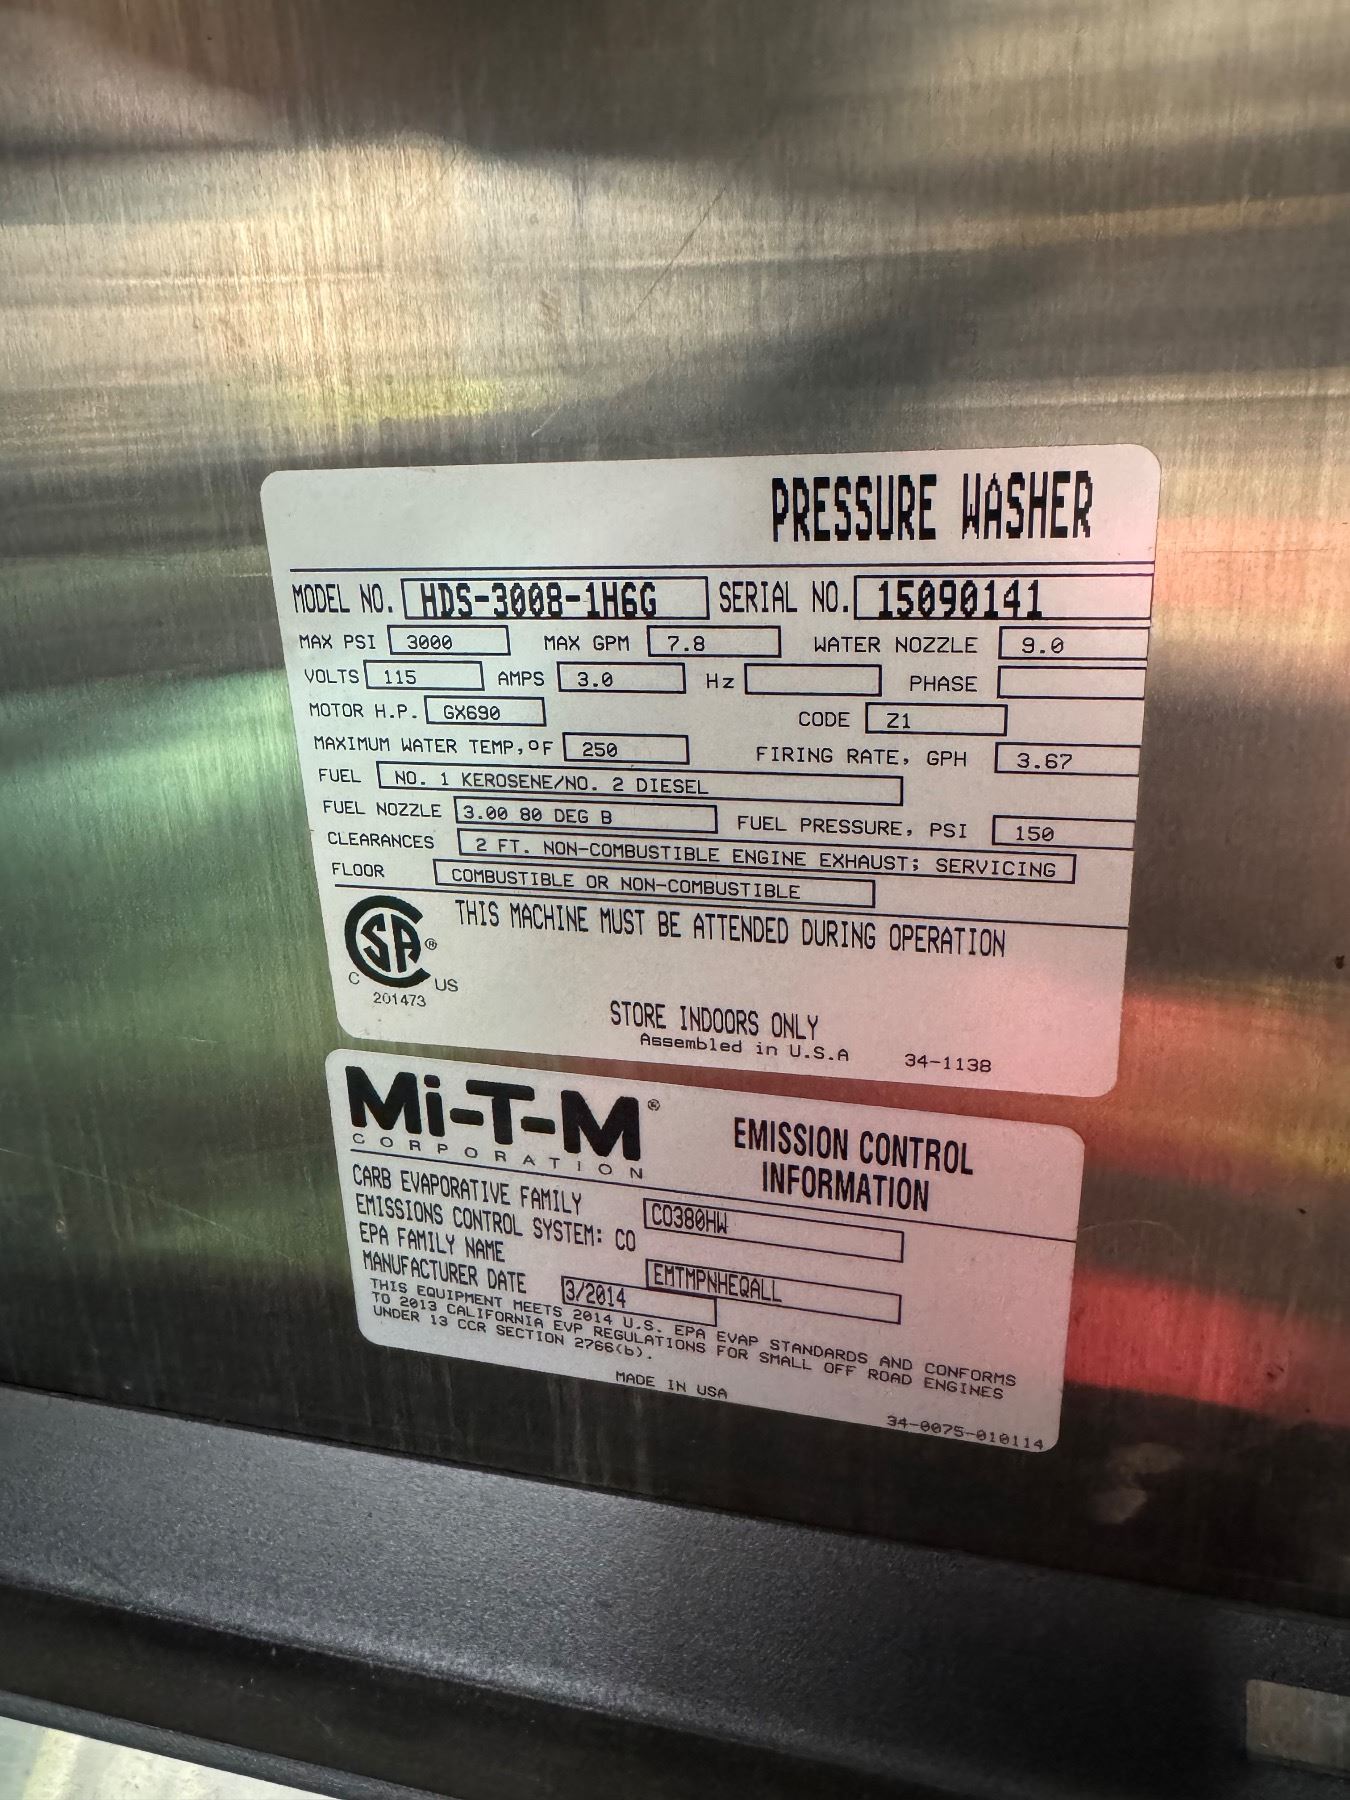 PRESSURE WASHER
MODEL NO. HDS-3008-1H6G SERIAL NO. 15090141
MAX PSI 3000 MAX GPM 7.8 WATER NOZZLE 9.0
VOLTS 115 AMPS 3.0 Hz PHASE
MOTOR H.P. GX690 CODE Z1
MAXIMUM WATER TEMP,ºF 250 FIRING RATE, GPH 3.67
FUEL NO. 1 KEROSENE/NO. 2 DIESEL
FUEL NOZZLE 3.00 80 DEG B FUEL PRESSURE, PSI 150
CLEARANCES 2 FT. NON-COMBUSTIBLE ENGINE EXHAUST; SERVICING
FLOOR COMBUSTIBLE OR NON-COMBUSTIBLE
THIS MACHINE MUST BE ATTENDED DURING OPERATION
CSA®
C US
201473
STORE INDOORS ONLY
Assembled in U.S.A 34-1138
Mi-T-M®
CORPORATION
EMISSION CONTROL
INFORMATION
CARB EVAPORATIVE FAMILY C0380HW
EMISSIONS CONTROL SYSTEM: CO
EPA FAMILY NAME EMTMPNHEQALL
MANUFACTURER DATE 3/2014
THIS EQUIPMENT MEETS 2014 U.S. EPA EVAP STANDARDS AND CONFORMS
TO 2013 CALIFORNIA EVP REGULATIONS FOR SMALL OFF ROAD ENGINES
UNDER 13 CCR SECTION 2766(b).
MADE IN USA
34-0075-010114